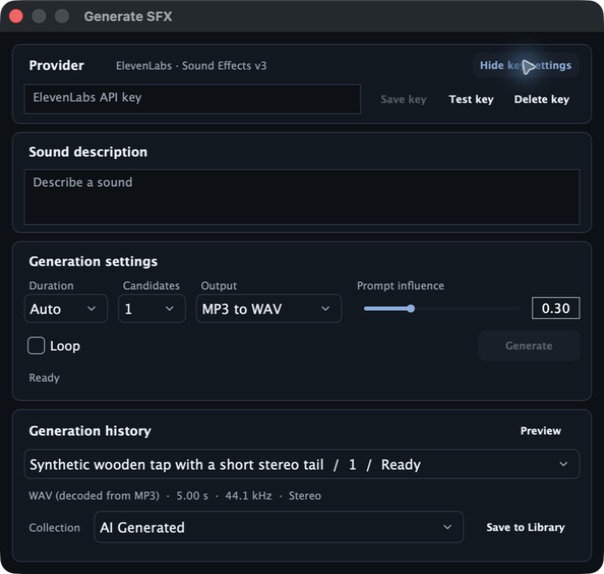 Generate SFX
Provider ElevenLabs · Sound Effects v3 Hide key settings
ElevenLabs API key Save key Test key Delete key
Sound description
Describe a sound
Generation settings
Duration Candidates Output Prompt influence
Auto 1 MP3 to WAV 0.30
Loop Generate
Ready
Generation history Preview
Synthetic wooden tap with a short stereo tail / 1 / Ready
WAV (decoded from MP3) · 5.00 s · 44.1 kHz · Stereo
Collection AI Generated Save to Library